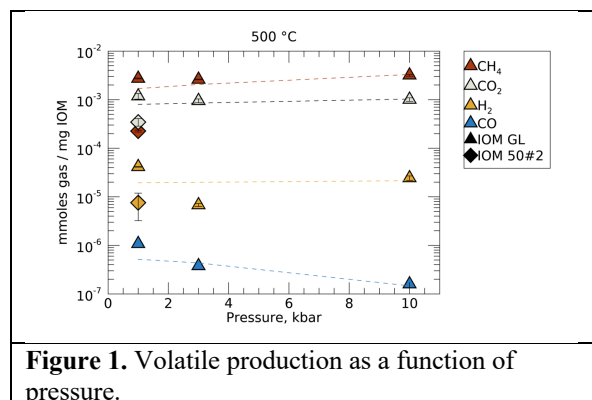 500 °C
10⁻²
10⁻³
10⁻⁴
10⁻⁵
10⁻⁶
10⁻⁷
mmoles gas / mg IOM
0 2 4 6 8 10
Pressure, kbar
CH₄
CO₂
H₂
CO
IOM GL
IOM 50#2
Figure 1. Volatile production as a function of
pressure.